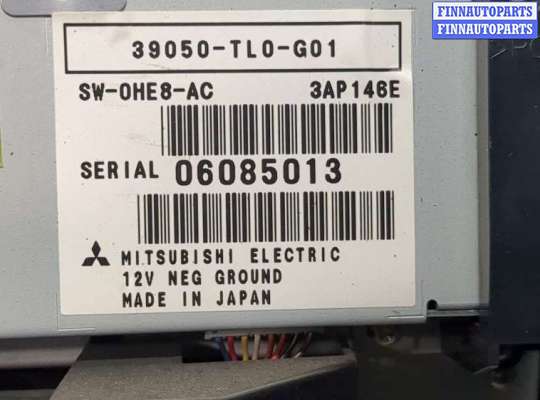 FINNAUTOPARTS
FINNAUTOPARTS
39050-TL0-G01
SW-0HE8-AC 3AP146E
SERIAL 06085013
MITSUBISHI ELECTRIC
12V NEG GROUND
MADE IN JAPAN